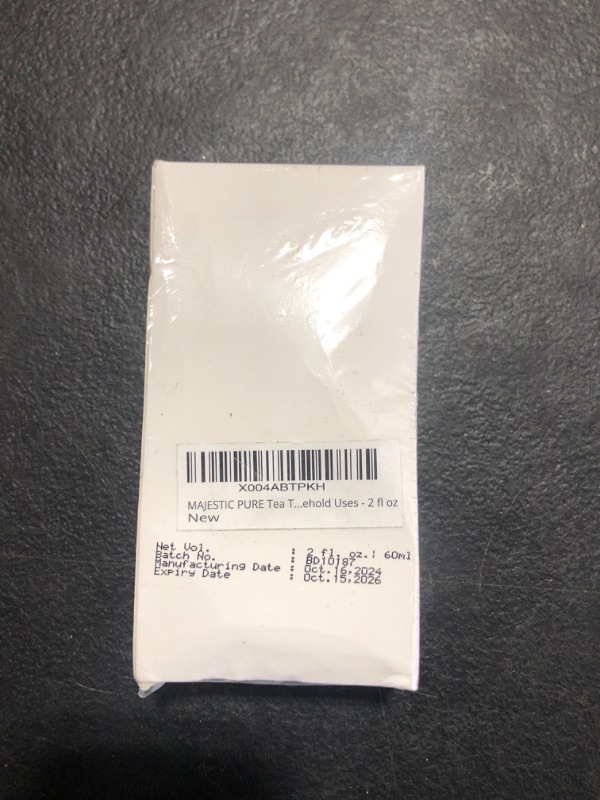 X004ABTPKH
MAJESTIC PURE Tea T...ehold Uses - 2 fl oz
New
Net Vol. : 2 fl. oz.| 60ml
Batch No. : BD10187
Manufacturing Date : Oct.16,2024
Expiry Date : Oct.15,2026